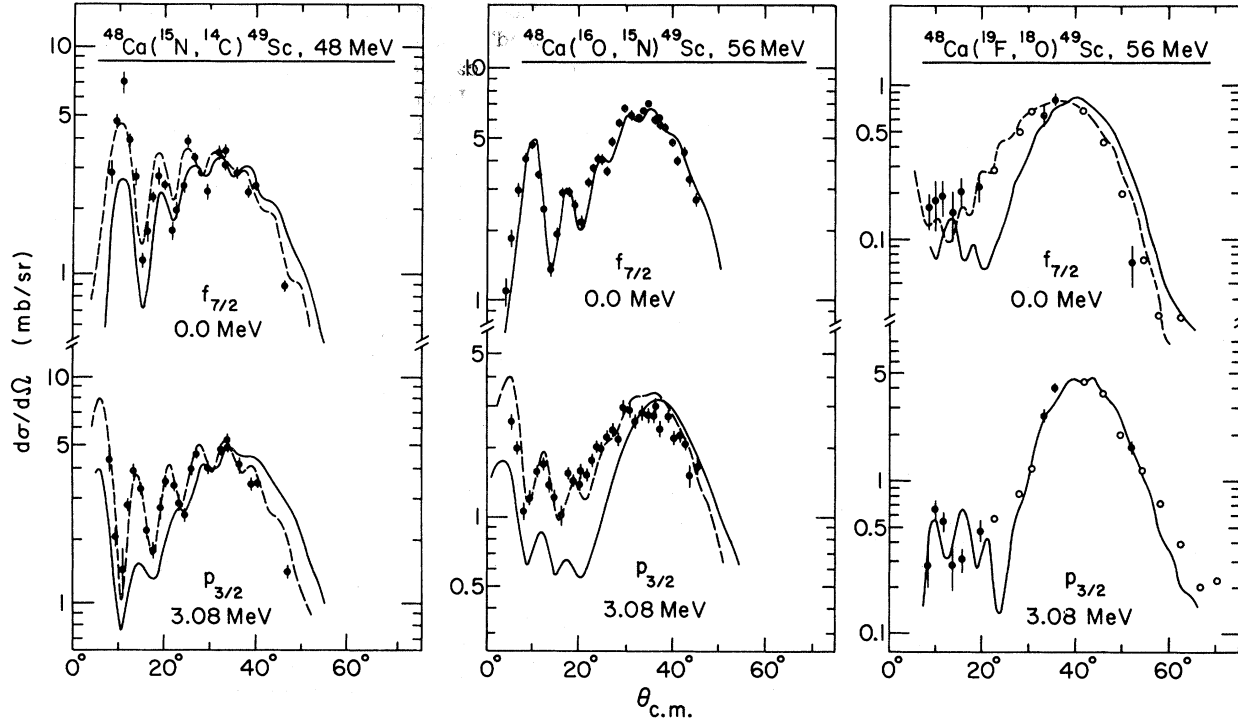 ⁴⁸Ca(¹⁵N, ¹⁴C)⁴⁹Sc, 48 MeV
⁴⁸Ca(¹⁶O, ¹⁵N)⁴⁹Sc, 56 MeV
⁴⁸Ca(¹⁹F, ¹⁸O)⁴⁹Sc, 56 MeV
dσ/dΩ (mb/sr)
10
5
1
f₇/₂
0.0 MeV
10
5
1
p₃/₂
3.08 MeV
0° 20° 40° 60°
10
5
1
f₇/₂
0.0 MeV
5
1
0.5
p₃/₂
3.08 MeV
0° 20° 40° 60°
1
0.5
0.1
f₇/₂
0.0 MeV
5
1
0.5
0.1
p₃/₂
3.08 MeV
0° 20° 40° 60°
θc.m.